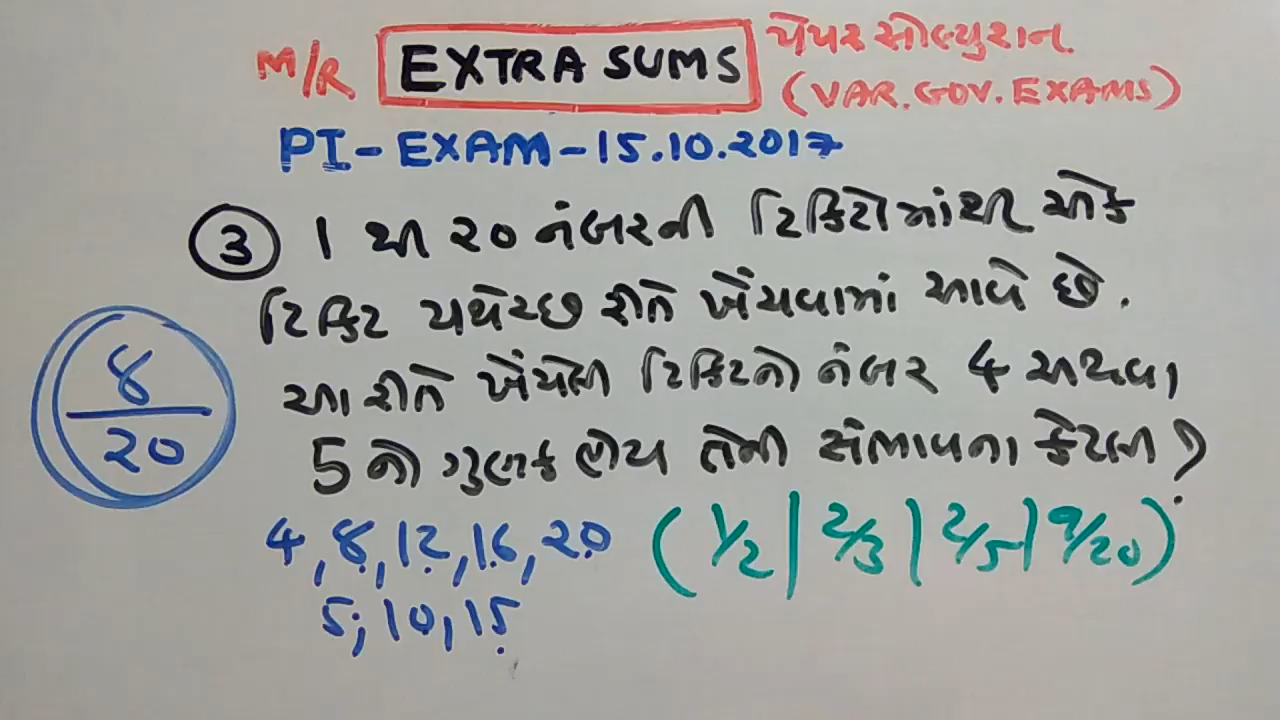 M/R EXTRA SUMS પેપર સોલ્યુશન
(VAR. GOV. EXAMS)
PI-EXAM-15.10.2017
③ 1 થી ૨૦ નંબરની ટિકિટોમાંથી એક
ટિકિટ યથેચ્છ રીતે ખેંચવામાં આવે છે.
આ રીતે ખેંચેલી ટિકિટનો નંબર 4 અથવા
5 નો ગુણક હોય તેની સંભાવના કેટલી?
8
20
4, 8, 12, 16, 20
5, 10, 15
(1/2 | 2/3 | 2/5 | 9/20)